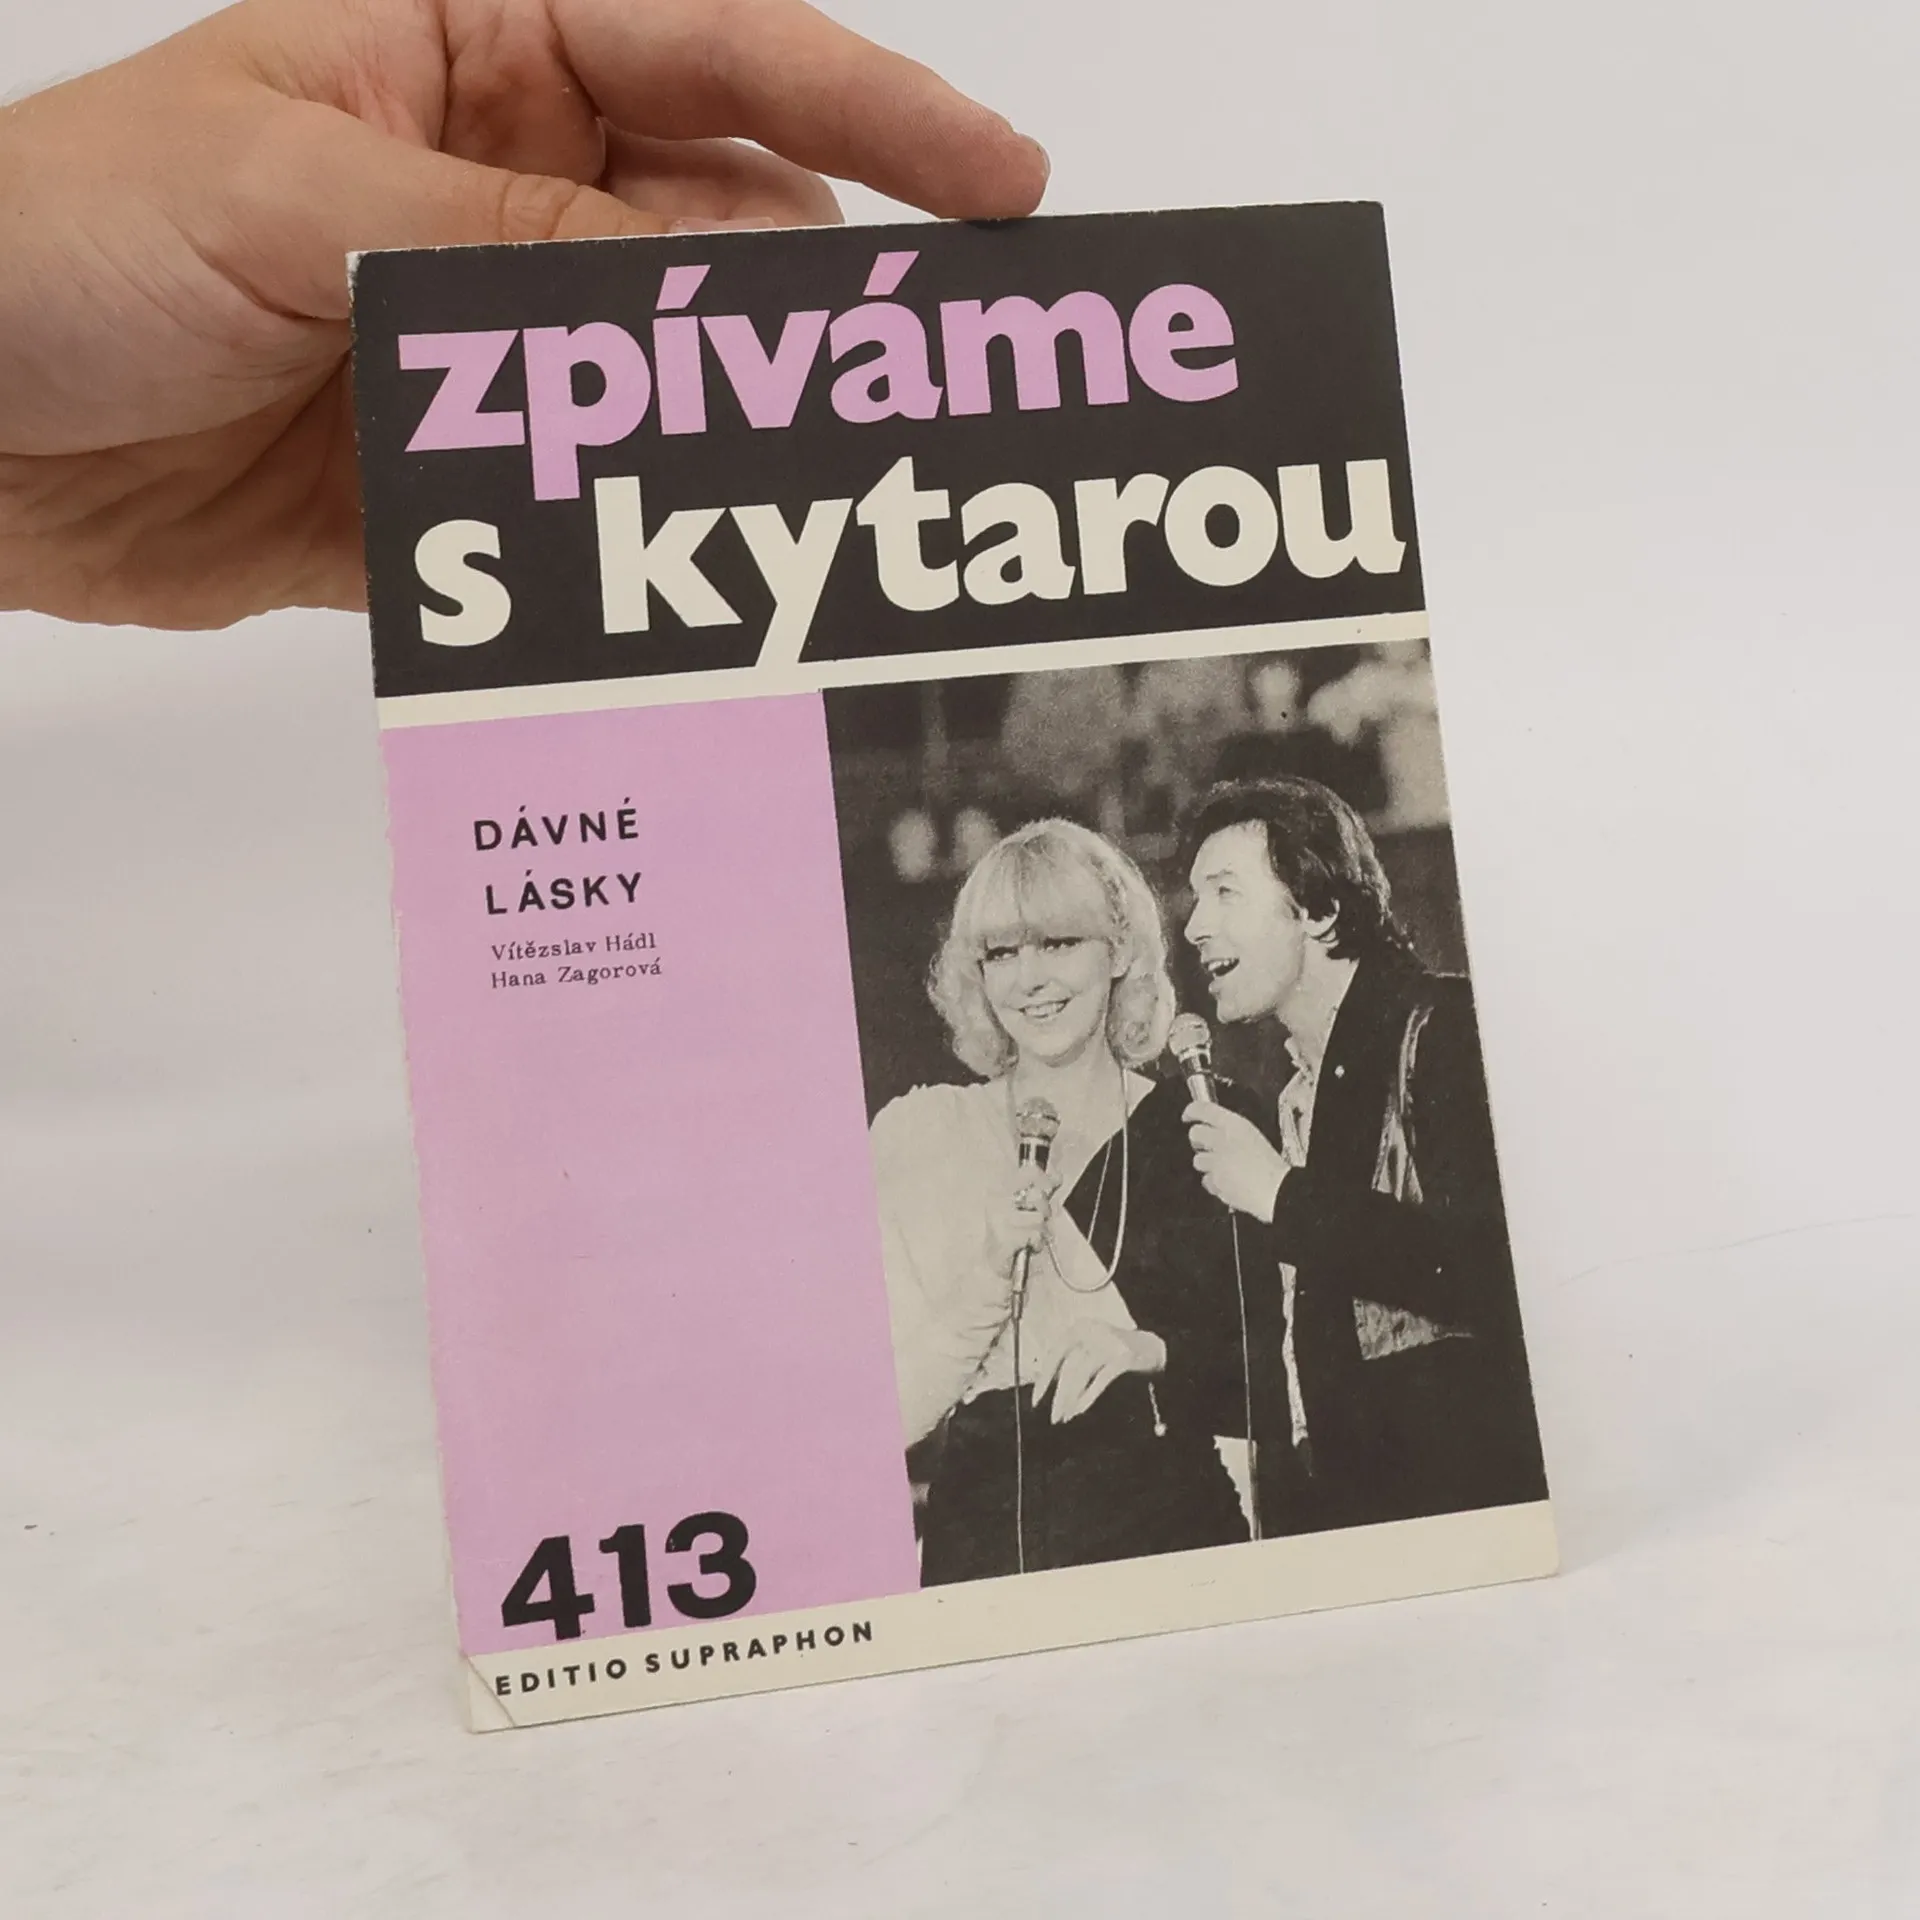 zpíváme
s kytarou
DÁVNÉ
LÁSKY
Vítězslav Hádl
Hana Zagorová
413
EDITIO SUPRAPHON